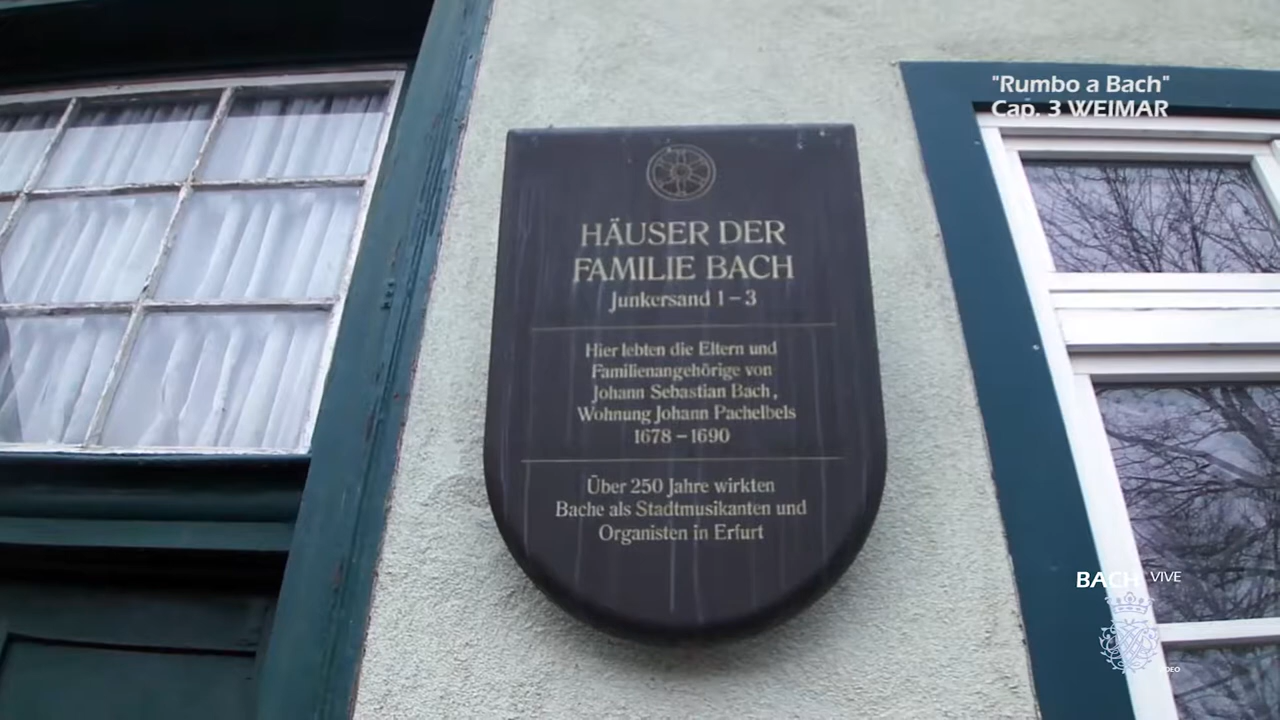 "Rumbo a Bach"
Cap. 3 WEIMAR
HÄUSER DER
FAMILIE BACH
Junkersand 1 – 3
Hier lebten die Eltern und
Familienangehörige von
Johann Sebastian Bach,
Wohnung Johann Pachelbels
1678 – 1690
Über 250 Jahre wirkten
Bache als Stadtmusikanten und
Organisten in Erfurt
BACH VIVE